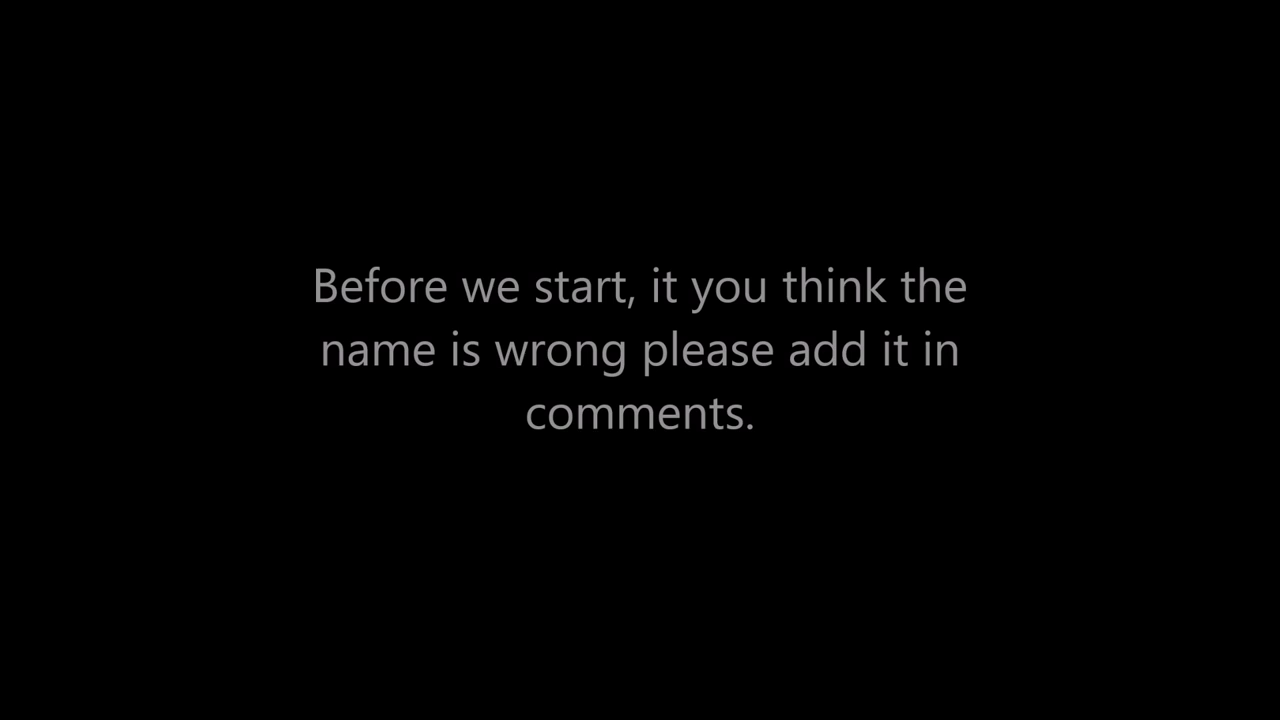 Before we start, it you think the
name is wrong please add it in
comments.